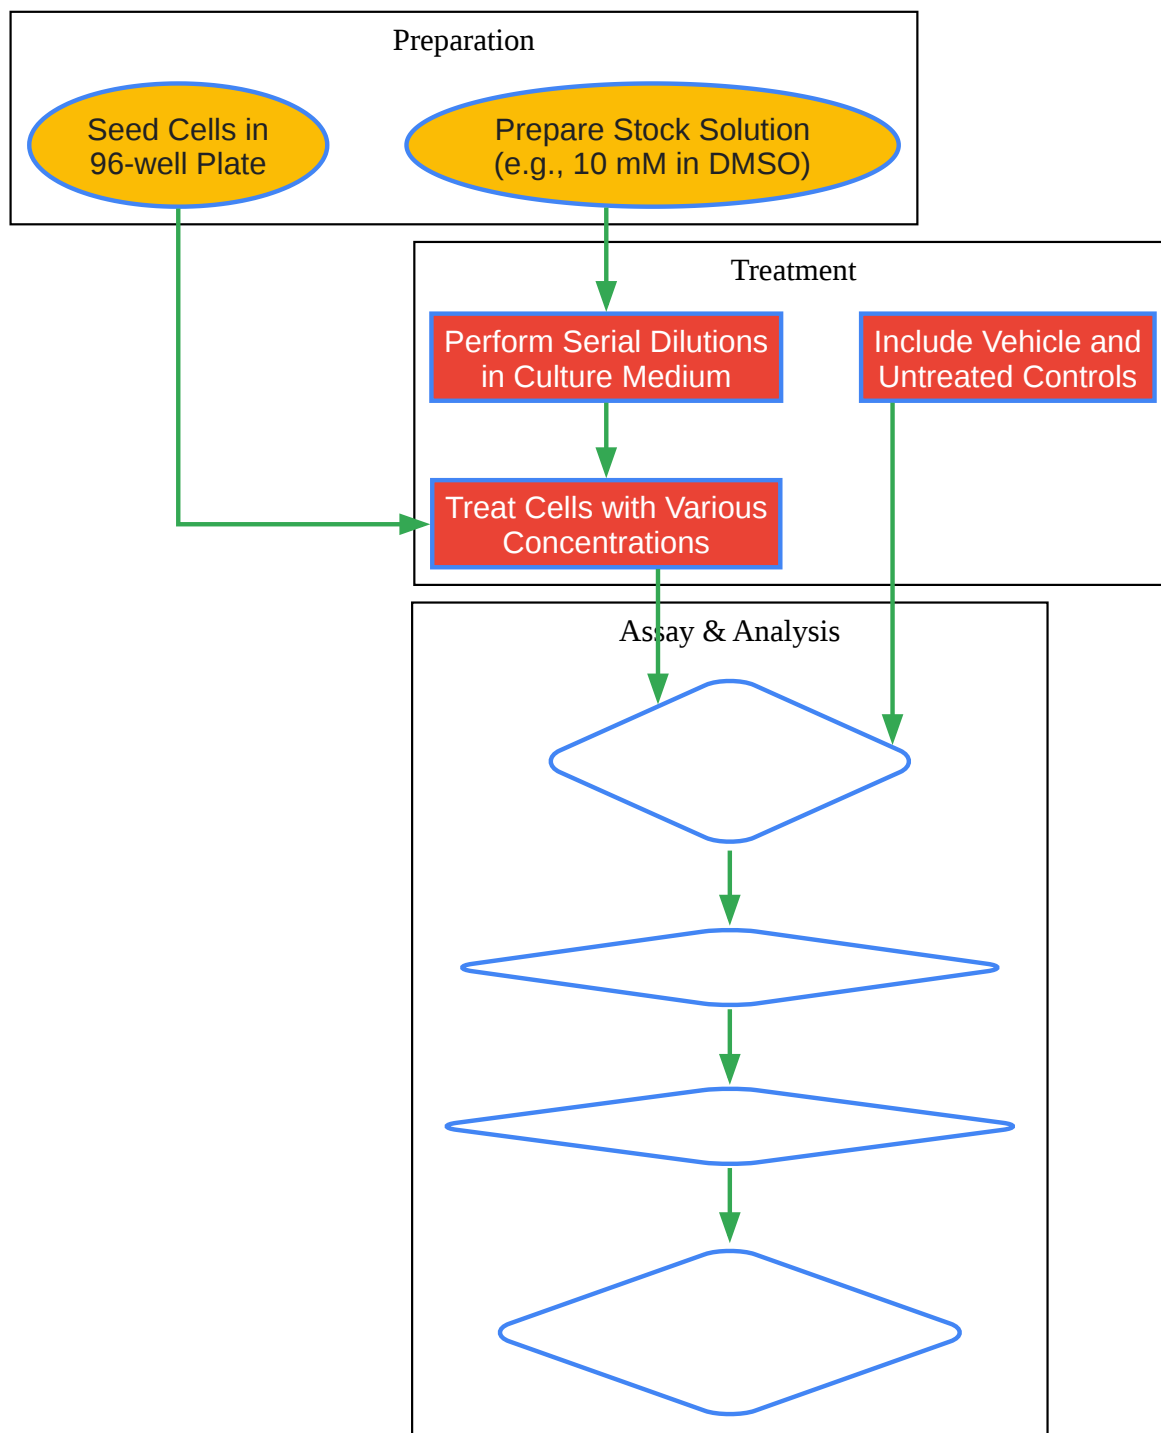 Preparation
Seed Cells in
96-well Plate
Prepare Stock Solution
(e.g., 10 mM in DMSO)
Treatment
Perform Serial Dilutions
in Culture Medium
Include Vehicle and
Untreated Controls
Treat Cells with Various
Concentrations
Assay & Analysis